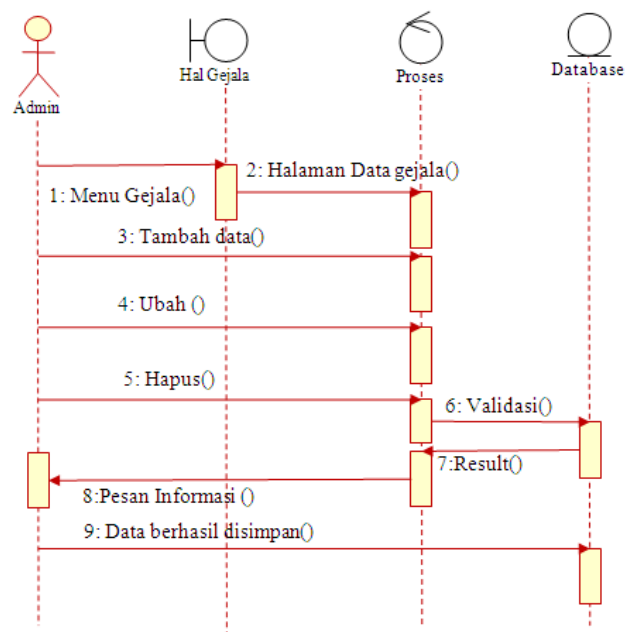 Admin
Hal Gejala
Proses
Database
1: Menu Gejala()
2: Halaman Data gejala()
3: Tambah data()
4: Ubah ()
5: Hapus()
6: Validasi()
7:Result()
8:Pesan Informasi ()
9: Data berhasil disimpan()